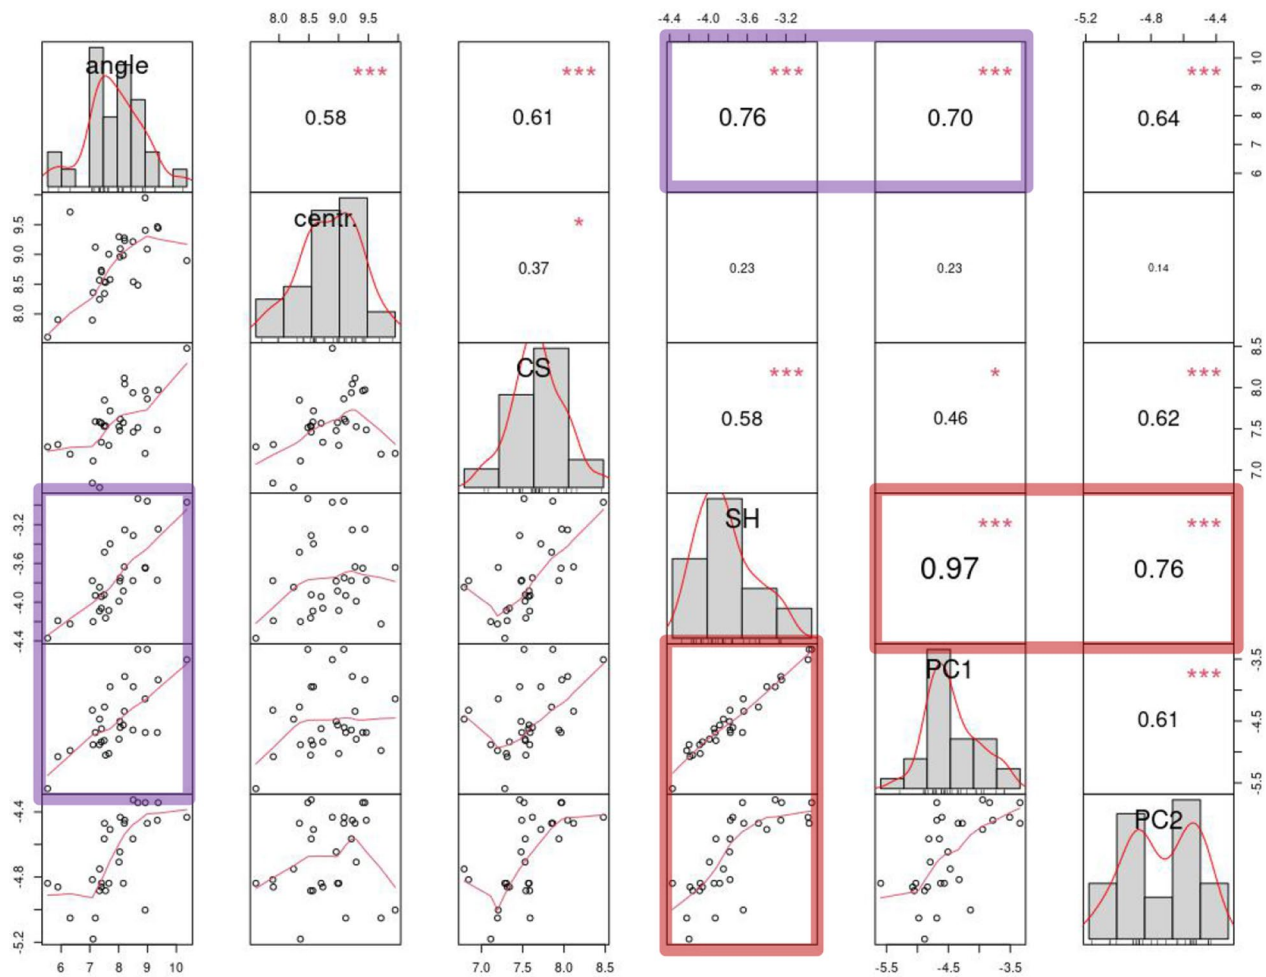 8.0 8.5 9.0 9.5 -4.4 -4.0 -3.6 -3.2 -5.2 -4.8 -4.4
angle *** *** *** *** ***
0.58 0.61 0.76 0.70 0.64
10 9 8 7 6
9.5 9.0 8.5 8.0
centr. *
0.37 0.23 0.23 0.14
CS *** * ***
0.58 0.46 0.62
8.5 8.0 7.5 7.0
-3.2 -3.6 -4.0 -4.4
SH *** ***
0.97 0.76
PC1 ***
0.61
-3.5 -4.5 -5.5
-4.4 -4.8 -5.2
PC2
6 7 8 9 10 7.0 7.5 8.0 8.5 -5.5 -4.5 -3.5